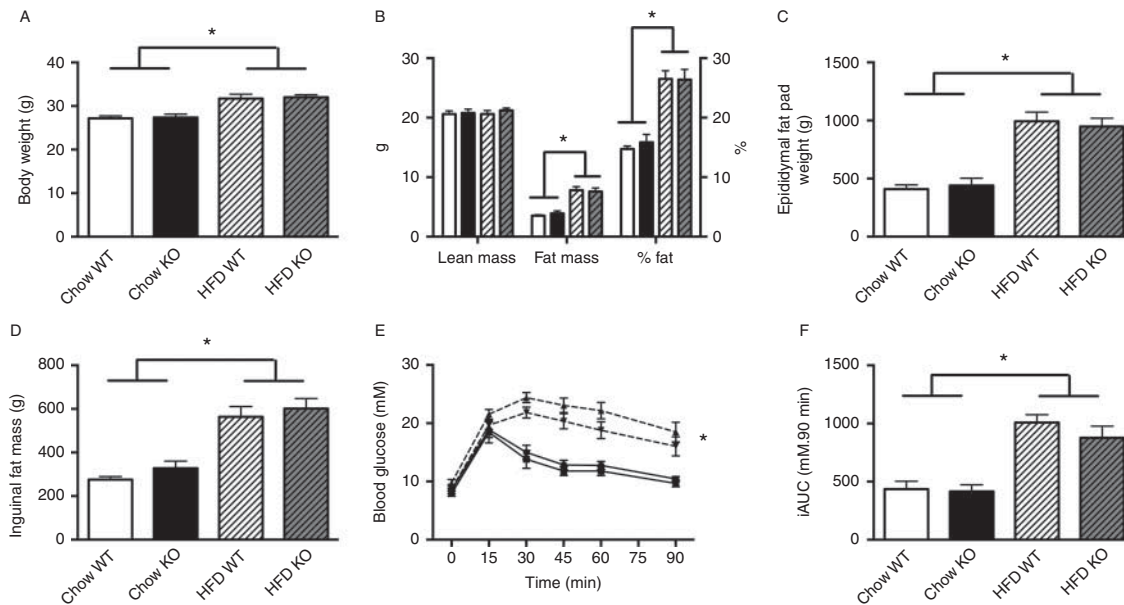 A
*
Body weight (g)
40
30
20
10
0
Chow WT
Chow KO
HFD WT
HFD KO
B
*
*
g
30
20
10
0
30
20
10
0
%
Lean mass
Fat mass
% fat
C
*
Epididymal fat pad
weight (g)
1500
1000
500
0
Chow WT
Chow KO
HFD WT
HFD KO
D
*
Inguinal fat mass (g)
800
600
400
200
0
Chow WT
Chow KO
HFD WT
HFD KO
E
Blood glucose (mM)
30
20
10
0
*
0 15 30 45 60 75 90
Time (min)
F
*
iAUC (mM.90 min)
1500
1000
500
0
Chow WT
Chow KO
HFD WT
HFD KO